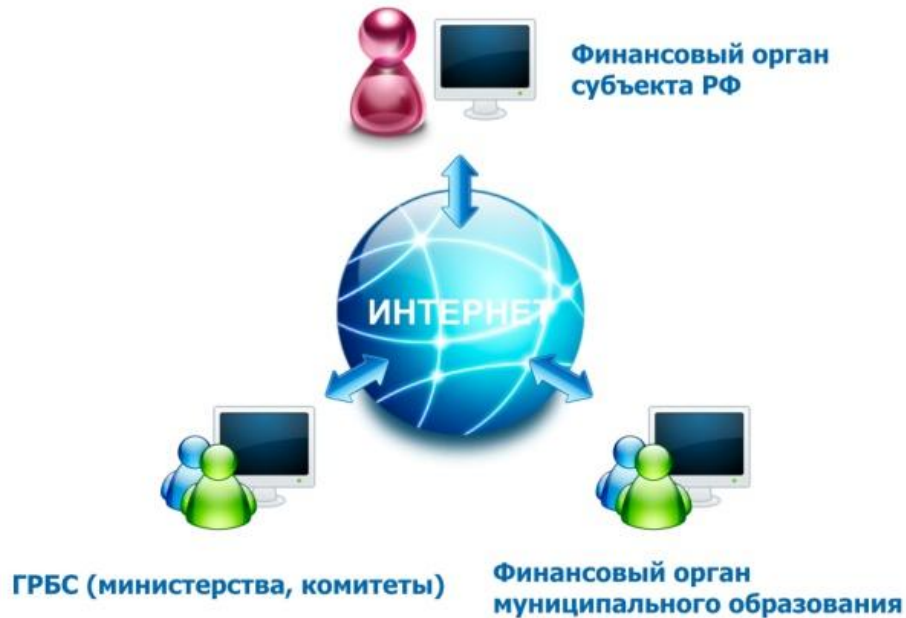 Финансовый орган
субъекта РФ
ИНТЕРНЕТ
ГРБС (министерства, комитеты)
Финансовый орган
муниципального образования